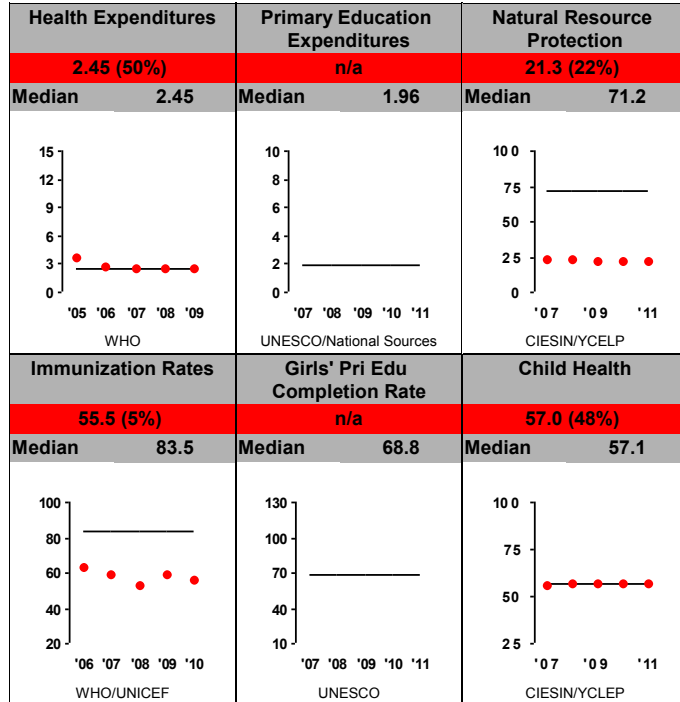 Health Expenditures
2.45 (50%)
Median 2.45
15
12
9
6
3
0
'05 '06 '07 '08 '09
WHO
Primary Education
Expenditures
n/a
Median 1.96
10
8
6
4
2
0
'07 '08 '09 '10 '11
UNESCO/National Sources
Natural Resource
Protection
21.3 (22%)
Median 71.2
100
75
50
25
0
'07 '09 '11
CIESIN/YCELP
Immunization Rates
55.5 (5%)
Median 83.5
100
80
60
40
20
'06 '07 '08 '09 '10
WHO/UNICEF
Girls' Pri Edu
Completion Rate
n/a
Median 68.8
130
100
70
40
10
'07 '08 '09 '10 '11
UNESCO
Child Health
57.0 (48%)
Median 57.1
100
75
50
25
'07 '09 '11
CIESIN/YCLEP